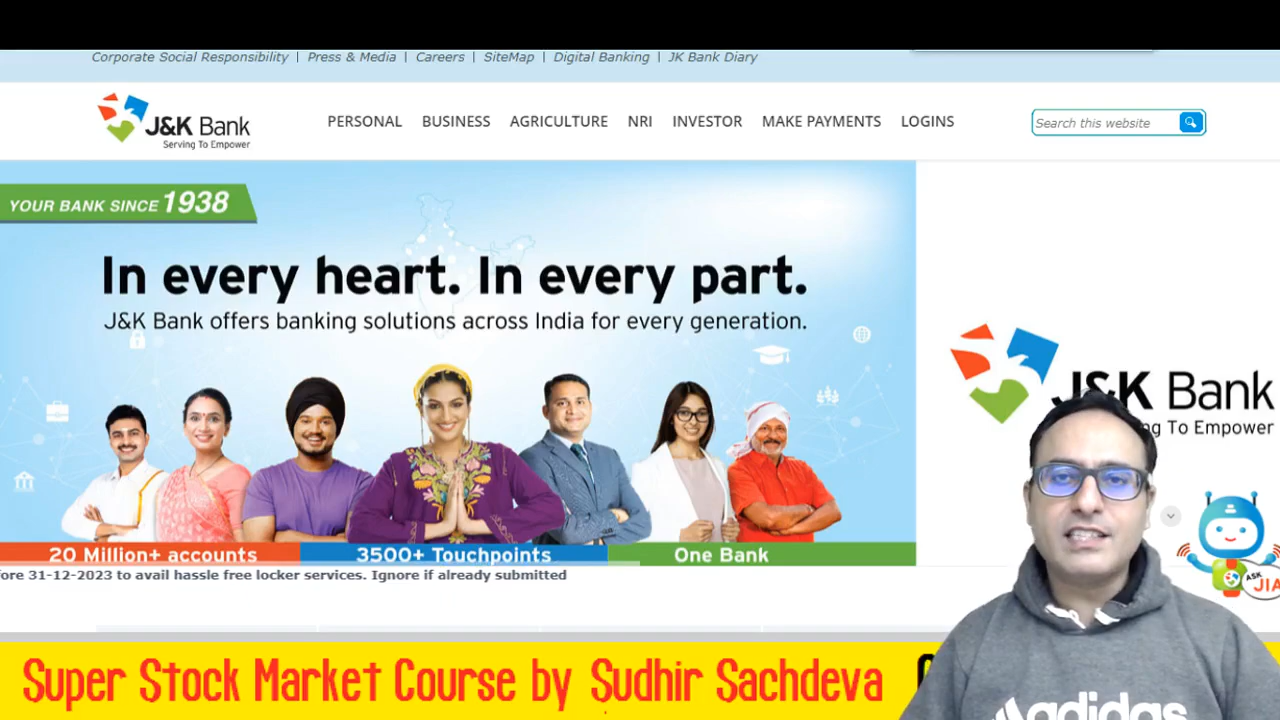 Corporate Social Responsibility | Press & Media | Careers | SiteMap | Digital Banking | JK Bank Diary
J&K Bank
Serving To Empower
PERSONAL BUSINESS AGRICULTURE NRI INVESTOR MAKE PAYMENTS LOGINS
Search this website
YOUR BANK SINCE 1938
In every heart. In every part.
J&K Bank offers banking solutions across India for every generation.
J&K Bank
ng To Empower
20 Million+ accounts
3500+ Touchpoints
One Bank
ore 31-12-2023 to avail hassle free locker services. Ignore if already submitted
ASK
JIA
Super Stock Market Course by Sudhir Sachdeva
adidas